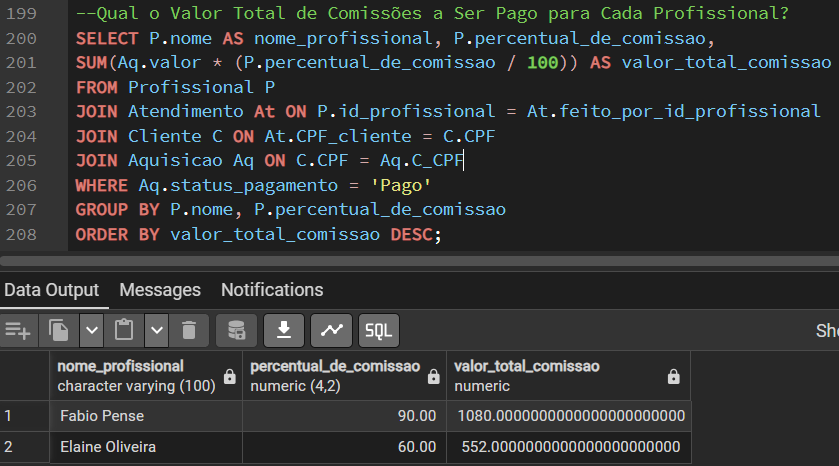 199 --Qual o Valor Total de Comissões a Ser Pago para Cada Profissional?
200 SELECT P.nome AS nome_profissional, P.percentual_de_comissao,
201 SUM(Aq.valor * (P.percentual_de_comissao / 100)) AS valor_total_comissao
202 FROM Profissional P
203 JOIN Atendimento At ON P.id_profissional = At.feito_por_id_profissional
204 JOIN Cliente C ON At.CPF_cliente = C.CPF
205 JOIN Aquisicao Aq ON C.CPF = Aq.C_CPF
206 WHERE Aq.status_pagamento = 'Pago'
207 GROUP BY P.nome, P.percentual_de_comissao
208 ORDER BY valor_total_comissao DESC;
Data Output Messages Notifications
SQL Sho
nome_profissional percentual_de_comissao valor_total_comissao
character varying (100) numeric (4,2) numeric
1 Fabio Pense 90.00 1080.0000000000000000000000
2 Elaine Oliveira 60.00 552.0000000000000000000000